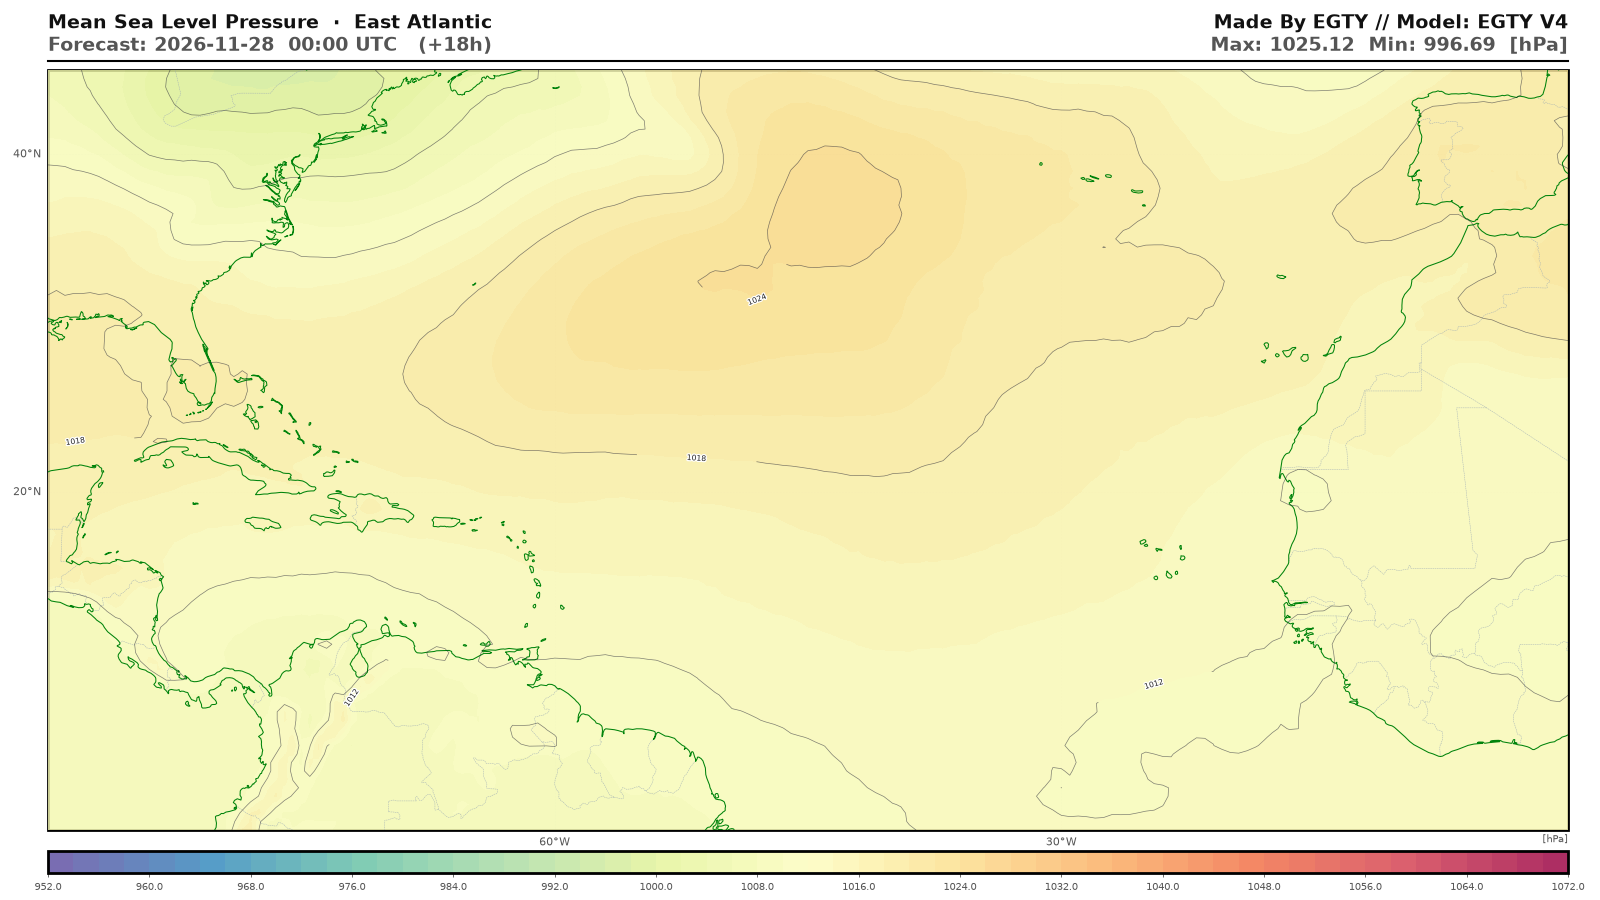 Mean Sea Level Pressure · East Atlantic
Made By EGTY // Model: EGTY V4
Forecast: 2026-11-28 00:00 UTC (+18h)
Max: 1025.12 Min: 996.69 [hPa]
40°N
1024
1018
1018
20°N
1012
1012
60°W
30°W
[hPa]
952.0 960.0 968.0 976.0 984.0 992.0 1000.0 1008.0 1016.0 1024.0 1032.0 1040.0 1048.0 1056.0 1064.0 1072.0